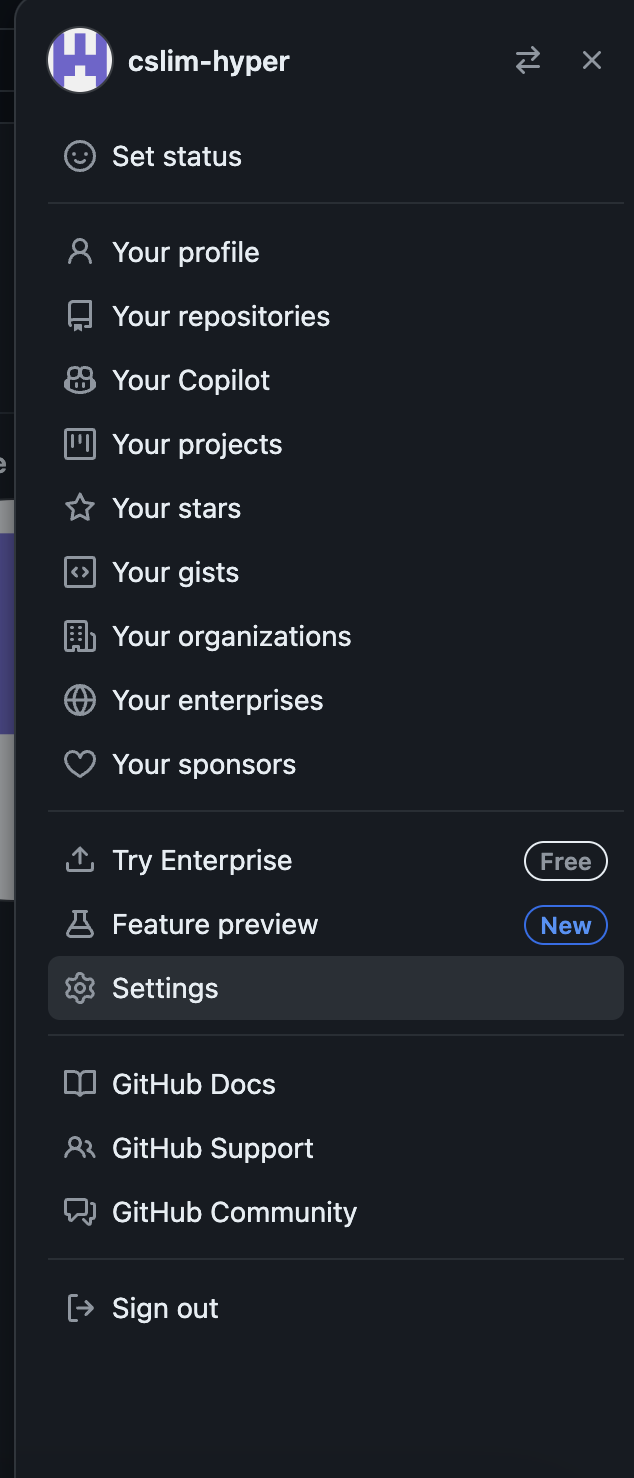 cslim-hyper
Set status
Your profile
Your repositories
Your Copilot
Your projects
Your stars
Your gists
Your organizations
Your enterprises
Your sponsors
Try Enterprise Free
Feature preview New
Settings
GitHub Docs
GitHub Support
GitHub Community
Sign out